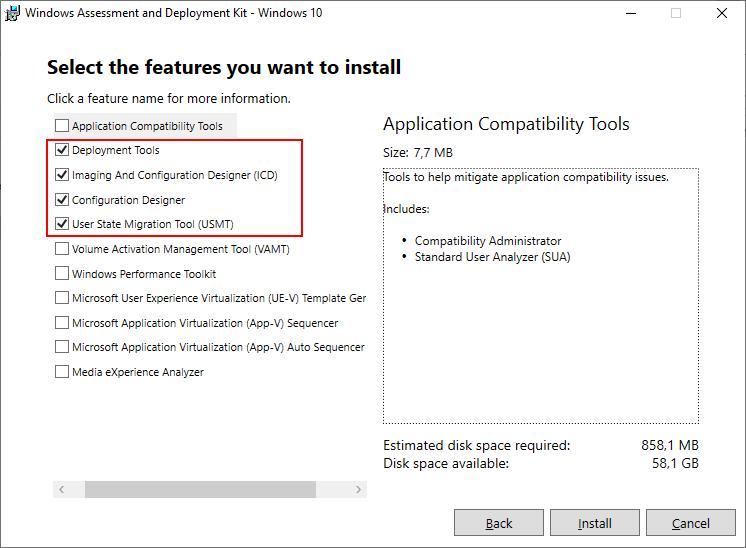 Windows Assessment and Deployment Kit - Windows 10
Select the features you want to install
Click a feature name for more information.
Application Compatibility Tools
Deployment Tools
Imaging And Configuration Designer (ICD)
Configuration Designer
User State Migration Tool (USMT)
Volume Activation Management Tool (VAMT)
Windows Performance Toolkit
Microsoft User Experience Virtualization (UE-V) Template Ger
Microsoft Application Virtualization (App-V) Sequencer
Microsoft Application Virtualization (App-V) Auto Sequencer
Media eXperience Analyzer
Application Compatibility Tools
Size: 7,7 MB
Tools to help mitigate application compatibility issues.
Includes:
• Compatibility Administrator
• Standard User Analyzer (SUA)
Estimated disk space required: 858,1 MB
Disk space available: 58,1 GB
Back Install Cancel